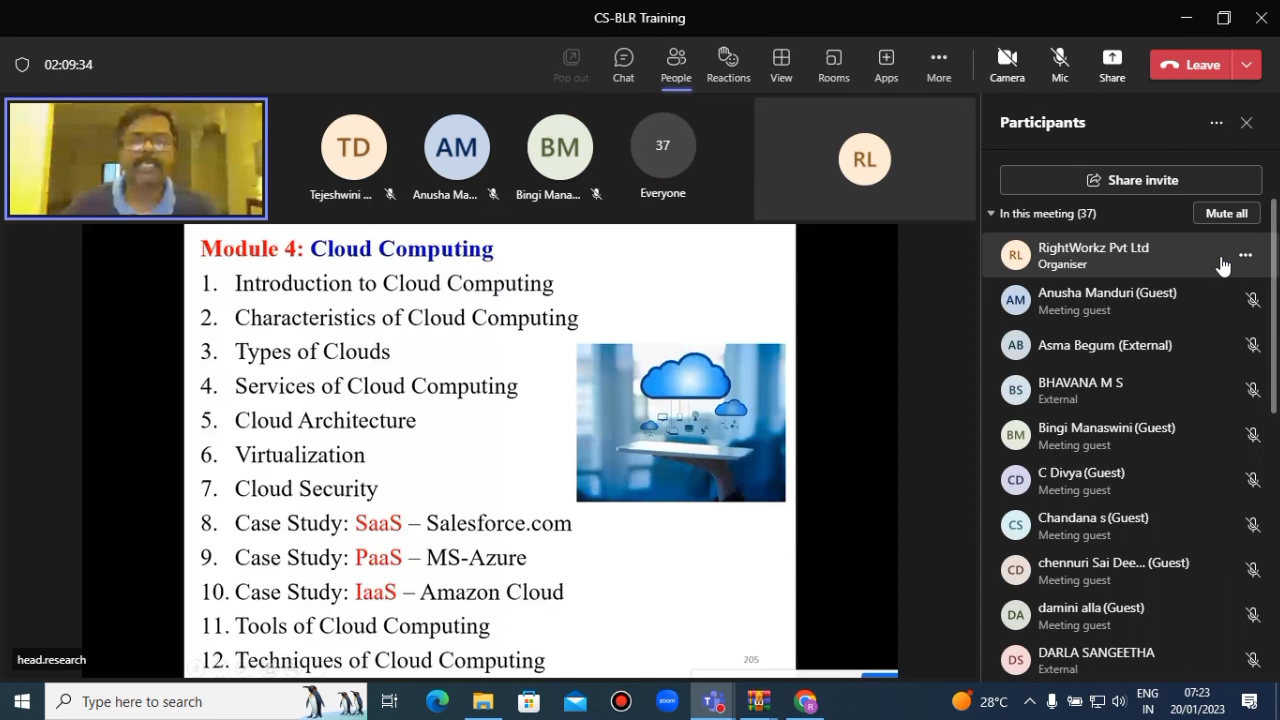 CS-BLR Training
02:09:34
Pop out
Chat
People
Reactions
View
Rooms
Apps
More
Camera
Mic
Share
Leave
TD
AM
BM
37
RL
Tejeshwini ...
Anusha Ma...
Bingi Mana...
Everyone
Participants
Share invite
In this meeting (37)
Mute all
RL
RightWorkz Pvt Ltd
Organiser
AM
Anusha Manduri (Guest)
Meeting guest
AB
Asma Begum (External)
BS
BHAVANA M S
External
BM
Bingi Manaswini (Guest)
Meeting guest
CD
C Divya (Guest)
Meeting guest
CS
Chandana s (Guest)
Meeting guest
CD
chennuri Sai Dee... (Guest)
Meeting guest
DA
damini alla (Guest)
Meeting guest
DS
DARLA SANGEETHA
External
Module 4: Cloud Computing
1. Introduction to Cloud Computing
2. Characteristics of Cloud Computing
3. Types of Clouds
4. Services of Cloud Computing
5. Cloud Architecture
6. Virtualization
7. Cloud Security
8. Case Study: SaaS – Salesforce.com
9. Case Study: PaaS – MS-Azure
10. Case Study: IaaS – Amazon Cloud
11. Tools of Cloud Computing
12. Techniques of Cloud Computing
205
head.research
Type here to search
zoom
28°C
ENG
IN
07:23
20/01/2023